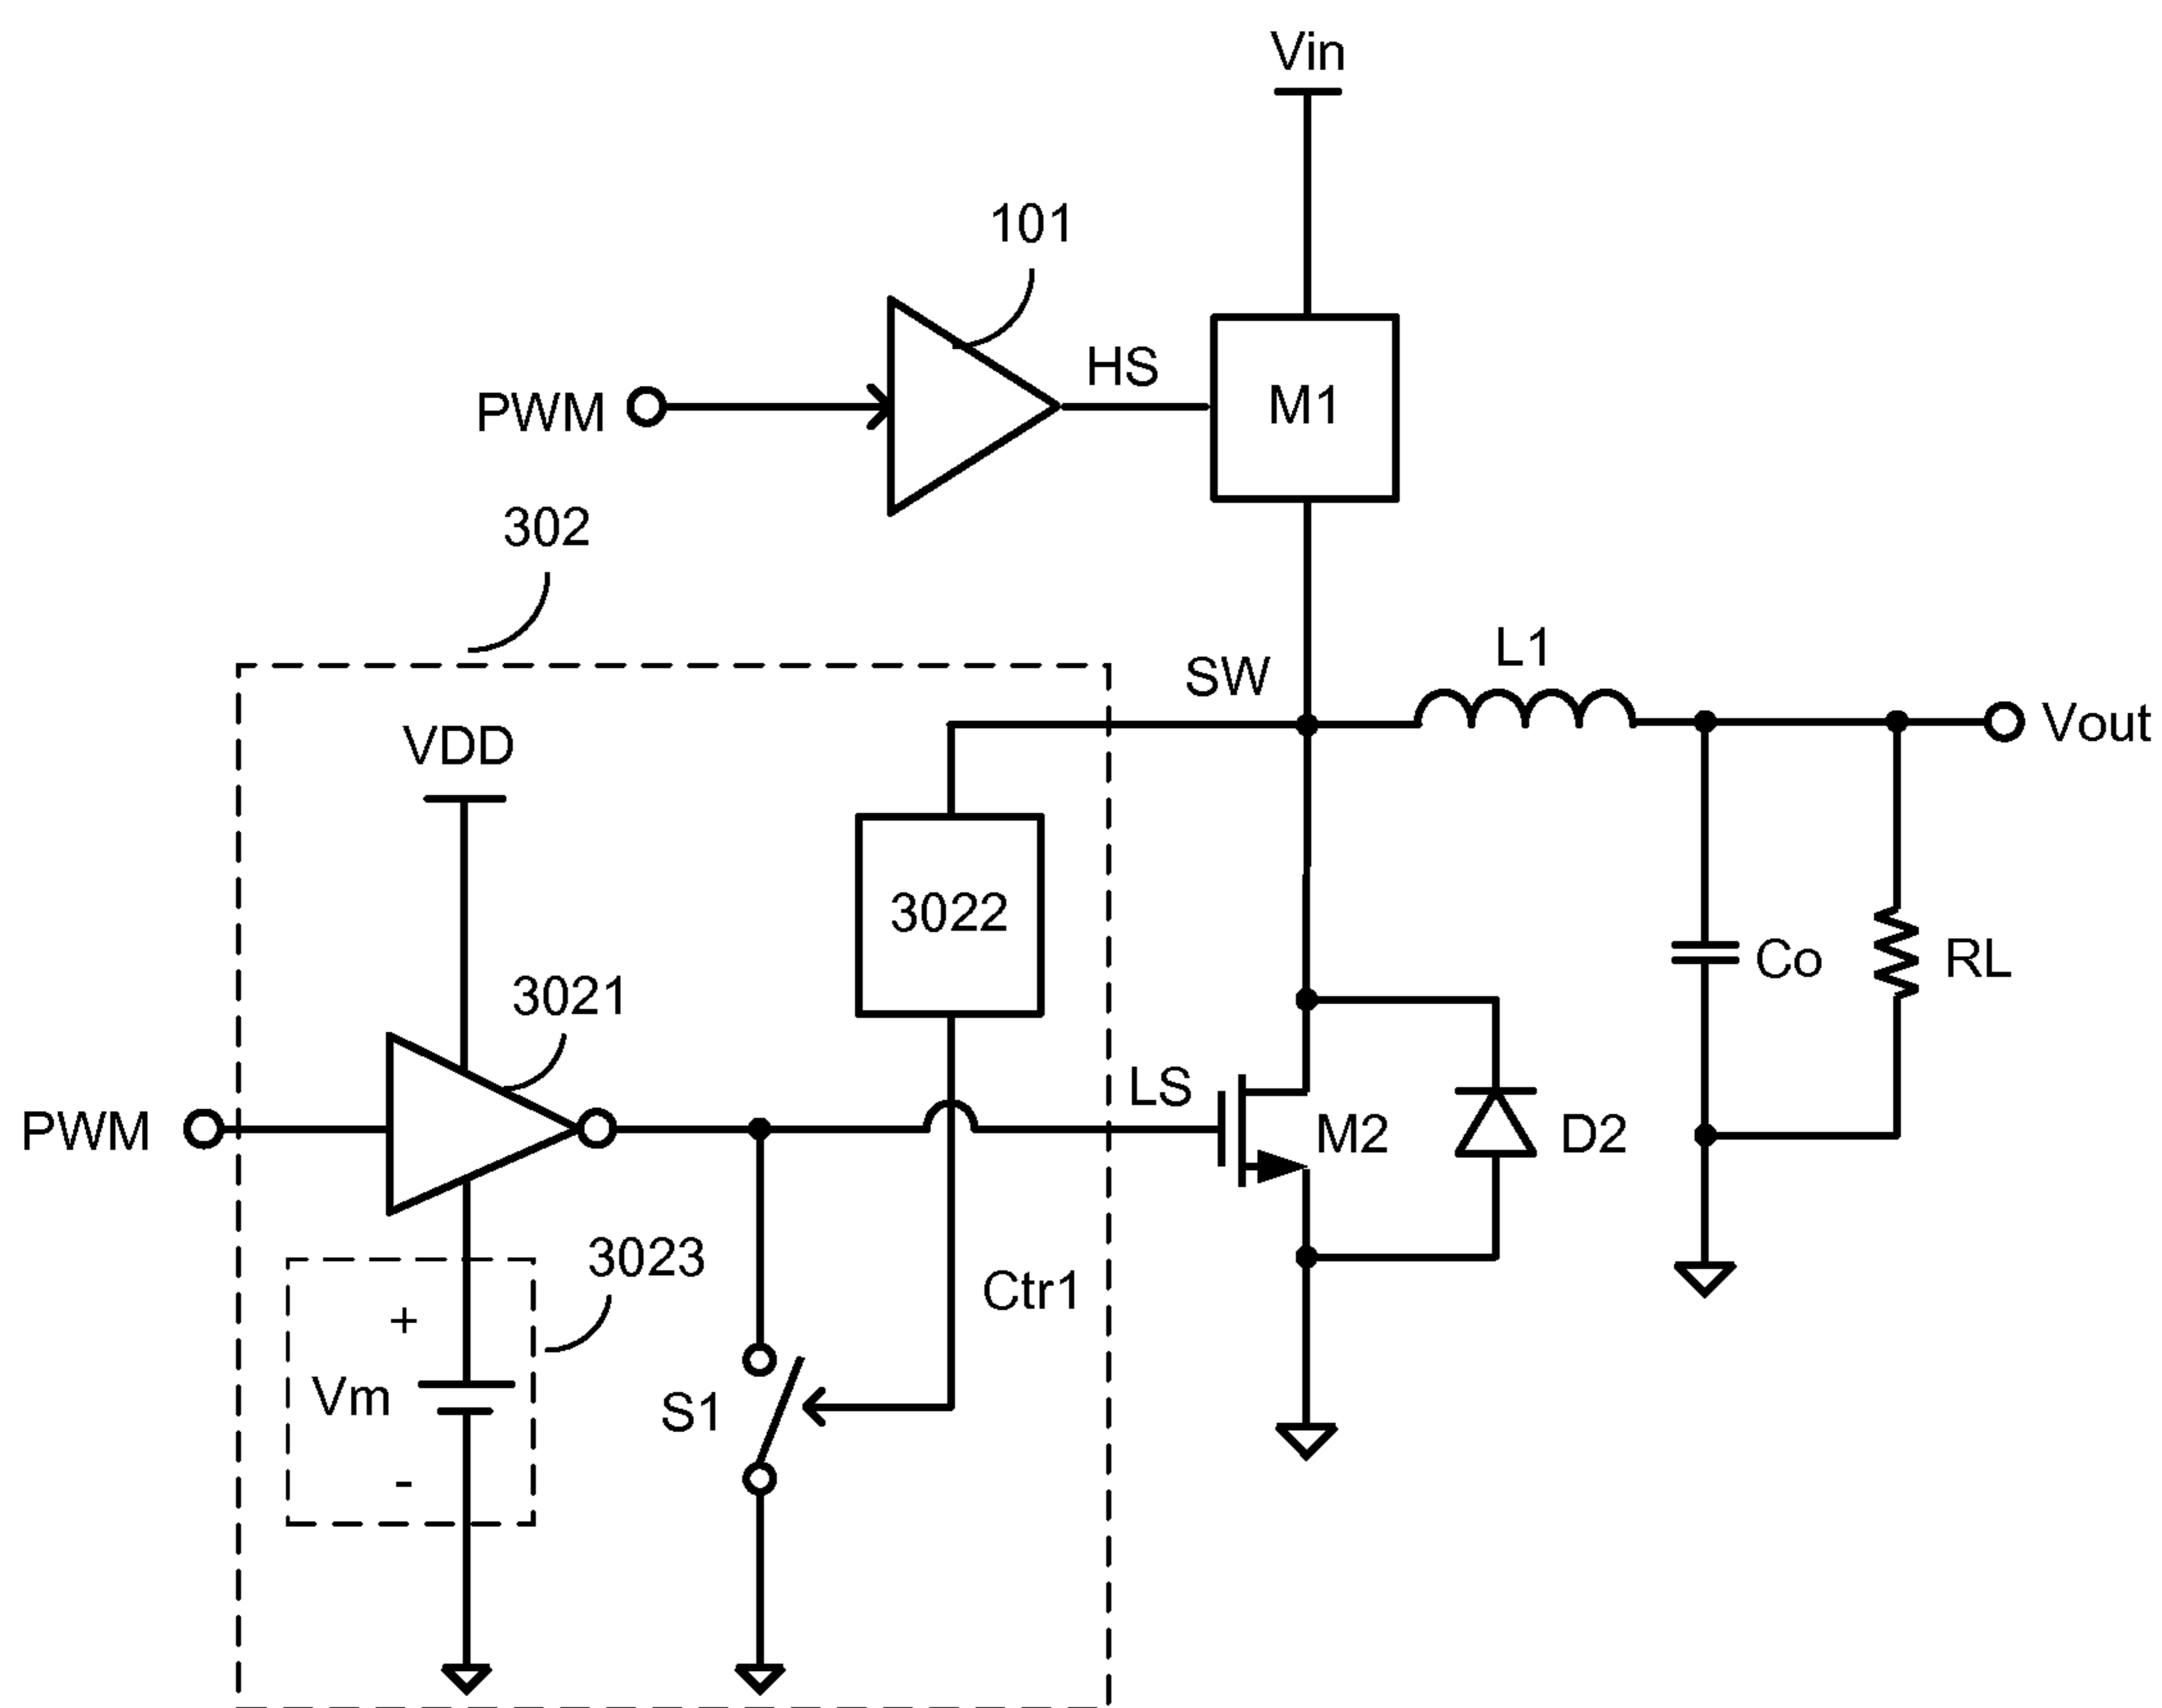 Vin
101
HS
M1
PWM
302
SW
L1
Vout
VDD
3022
3021
Co
RL
LS
PWM
M2
D2
3023
Ctr1
+
Vm
S1
-